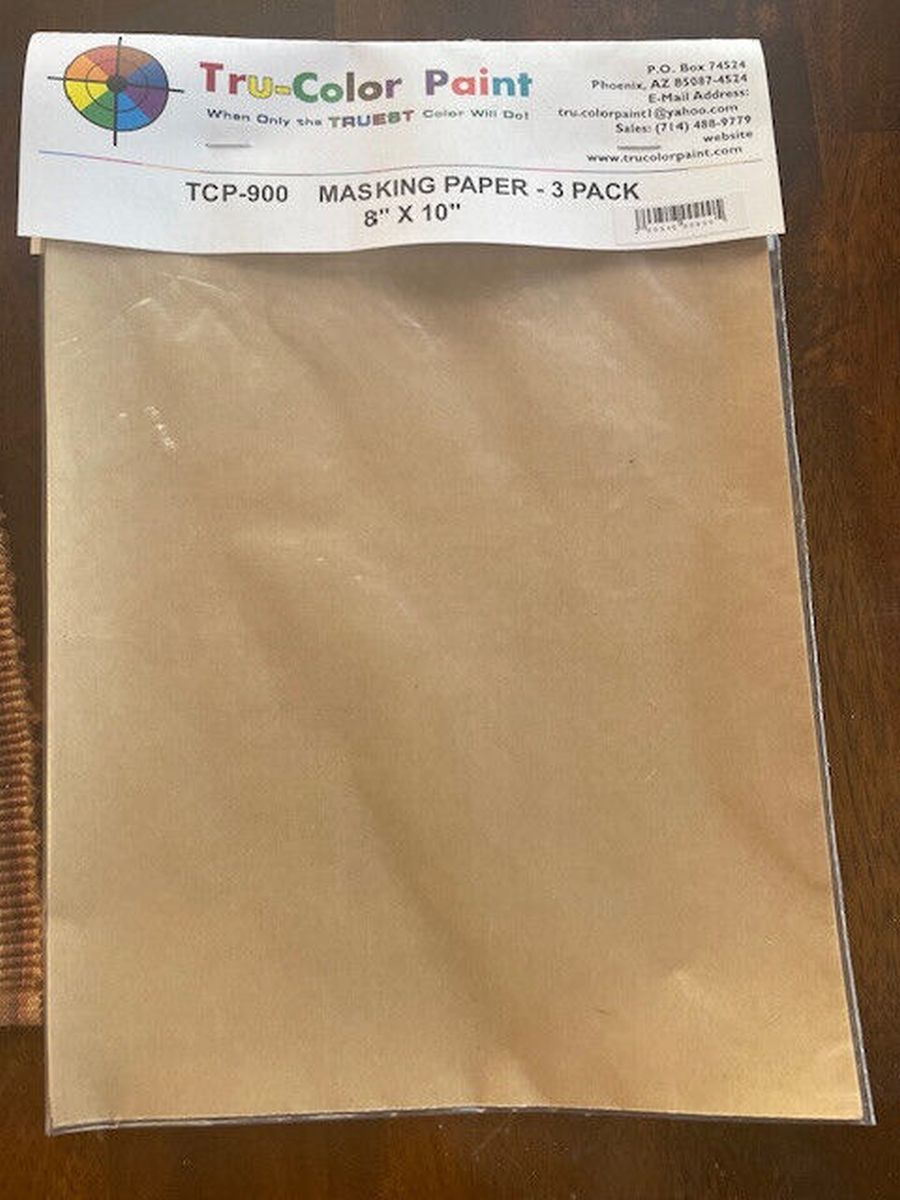 Tru-Color Paint
When Only the TRUEST Color Will Do!
P.O. Box 74524
Phoenix, AZ 85087-4524
E-Mail Address:
tru.colorpaint1@yahoo.com
Sales: (714) 488-9779
website
www.trucolorpaint.com
TCP-900 MASKING PAPER - 3 PACK
8" X 10"